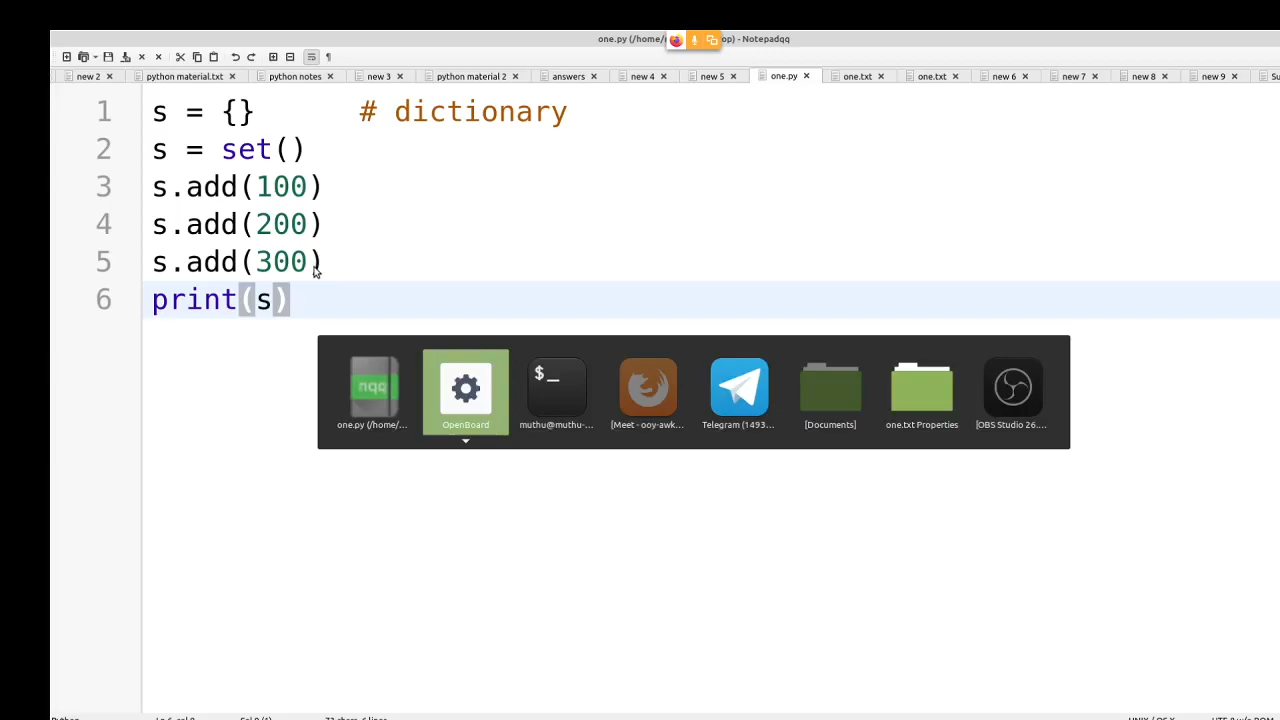 one.py (/home/ op) - Notepadqq
new 2 python material.txt python notes new 3 python material 2 answers new 4 new 5 one.py one.txt one.txt new 6 new 7 new 8 new 9
1 s = {} # dictionary
2 s = set()
3 s.add(100)
4 s.add(200)
5 s.add(300)
6 print(s)
nqq
$_
one.py (/home/... OpenBoard muthu@muthu-... [Meet - ooy-awk... Telegram (1493... [Documents] one.txt Properties [OBS Studio 26....